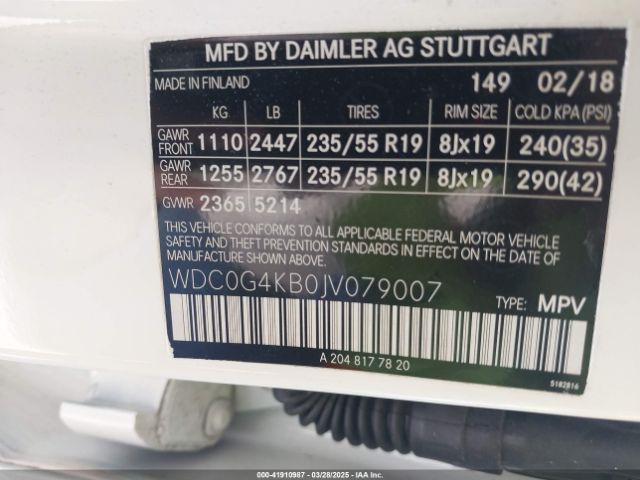 MFD BY DAIMLER AG STUTTGART
MADE IN FINLAND 149 02/18
KG LB TIRES RIM SIZE COLD KPA (PSI)
GAWR FRONT 1110 2447 235/55 R19 8Jx19 240(35)
GAWR REAR 1255 2767 235/55 R19 8Jx19 290(42)
GVWR 2365 5214
THIS VEHICLE CONFORMS TO ALL APPLICABLE FEDERAL MOTOR VEHICLE
SAFETY AND THEFT PREVENTION STANDARDS IN EFFECT ON THE DATE OF
MANUFACTURE SHOWN ABOVE.
WDC0G4KB0JV079007
TYPE: MPV
A 204 817 78 20
5182816
000-41910987 - 03/28/2025 - IAAI.COM